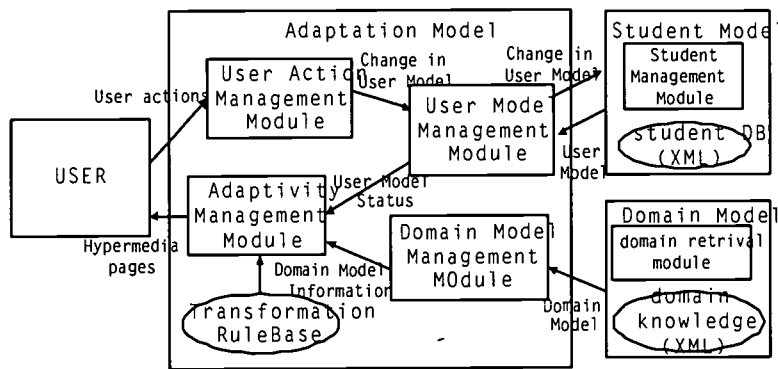 Adaptation Model
Student Model
User Action
Management
Module
Change in
User Model
Change in
User Model
Student
Management
Module
User actions
User Mode
Management
Module
student DB
(XML)
USER
User
Model
Adaptivity
Management
Module
User Model
Status
Domain Model
Hypermedia
pages
Domain Model
Management
MOdule
domain retrival
module
Domain Model
Information
Transformation
RuleBase
Domain
Model
domain
knowledge
(XML)